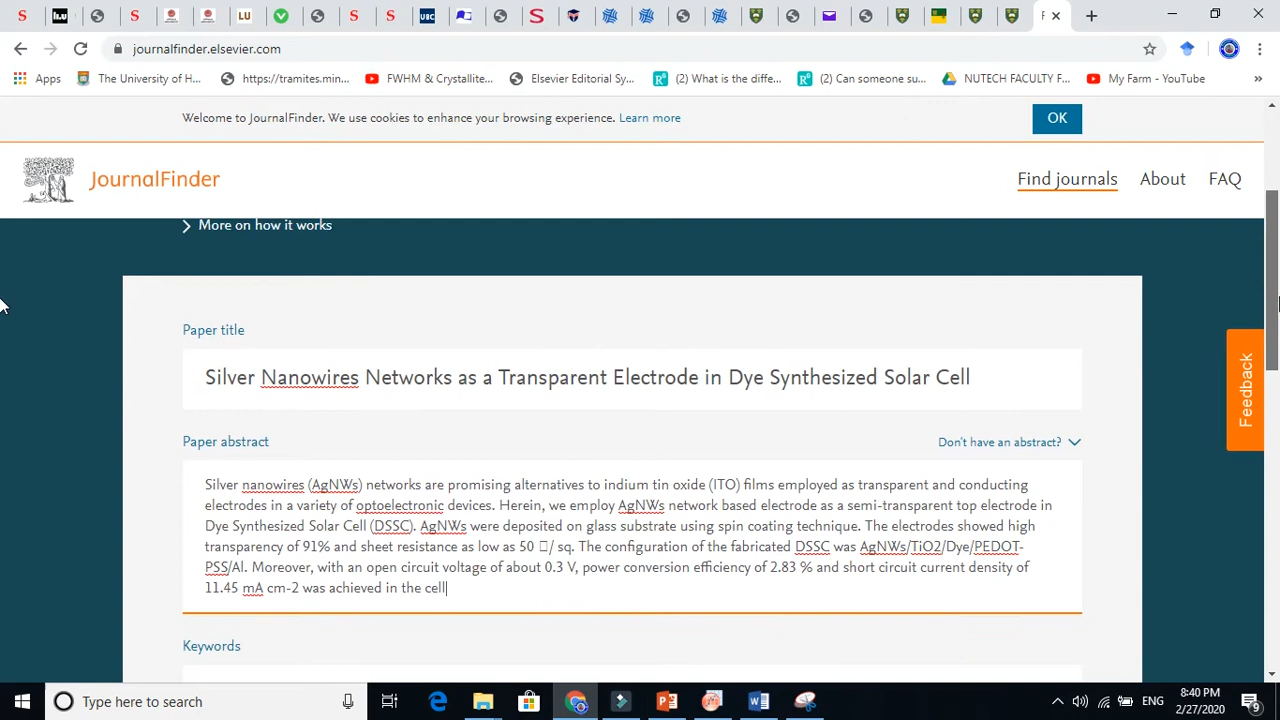 S
h.ψ
S
S
LU
S
S
UBC
S
F
journalfinder.elsevier.com
Apps
The University of H...
https://tramites.min...
FWHM & Crystallite...
Elsevier Editorial Sy...
R⁶ (2) What is the diffe...
R⁶ (2) Can someone su...
NUTECH FACULTY F...
My Farm - YouTube
»
Welcome to JournalFinder. We use cookies to enhance your browsing experience. Learn more
OK
JournalFinder
Find journals
About
FAQ
More on how it works
Paper title
Silver Nanowires Networks as a Transparent Electrode in Dye Synthesized Solar Cell
Paper abstract
Don't have an abstract?
Silver nanowires (AgNWs) networks are promising alternatives to indium tin oxide (ITO) films employed as transparent and conducting
electrodes in a variety of optoelectronic devices. Herein, we employ AgNWs network based electrode as a semi-transparent top electrode in
Dye Synthesized Solar Cell (DSSC). AgNWs were deposited on glass substrate using spin coating technique. The electrodes showed high
transparency of 91% and sheet resistance as low as 50 □/ sq. The configuration of the fabricated DSSC was AgNWs/TiO2/Dye/PEDOT-
PSS/Al. Moreover, with an open circuit voltage of about 0.3 V, power conversion efficiency of 2.83 % and short circuit current density of
11.45 mA cm-2 was achieved in the cell
Keywords
Feedback
Type here to search
ENG
8:40 PM
2/27/2020
9